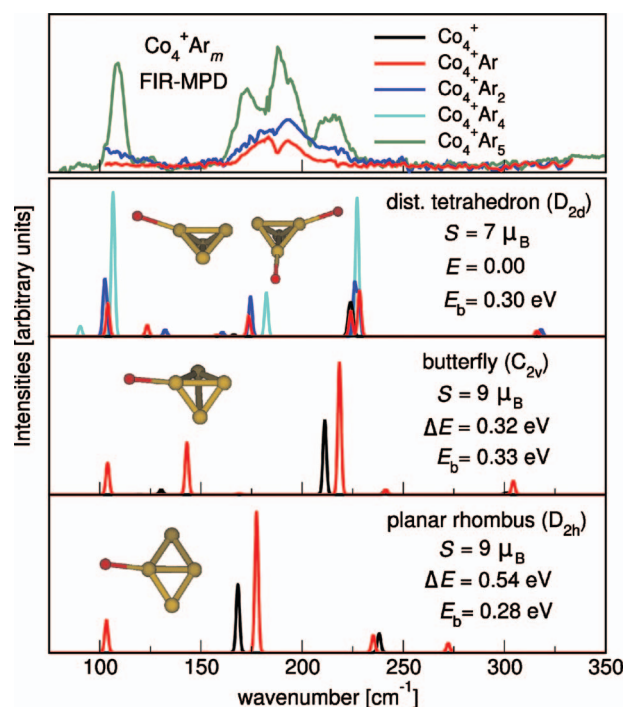 Co₄⁺Arₘ
FIR-MPD
Co₄⁺
Co₄⁺Ar
Co₄⁺Ar₂
Co₄⁺Ar₄
Co₄⁺Ar₅
dist. tetrahedron (D₂d)
S = 7 μB
E = 0.00
Eb = 0.30 eV
butterfly (C₂v)
S = 9 μB
ΔE = 0.32 eV
Eb = 0.33 eV
planar rhombus (D₂h)
S = 9 μB
ΔE = 0.54 eV
Eb = 0.28 eV
Intensities [arbitrary units]
100 150 200 250 300 350
wavenumber [cm⁻¹]